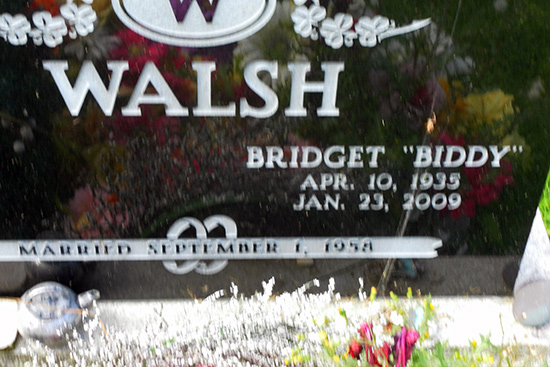 W
WALSH
BRIDGET "BIDDY"
APR. 10, 1935
JAN. 23, 2009
MARRIED SEPTEMBER 1, 1958